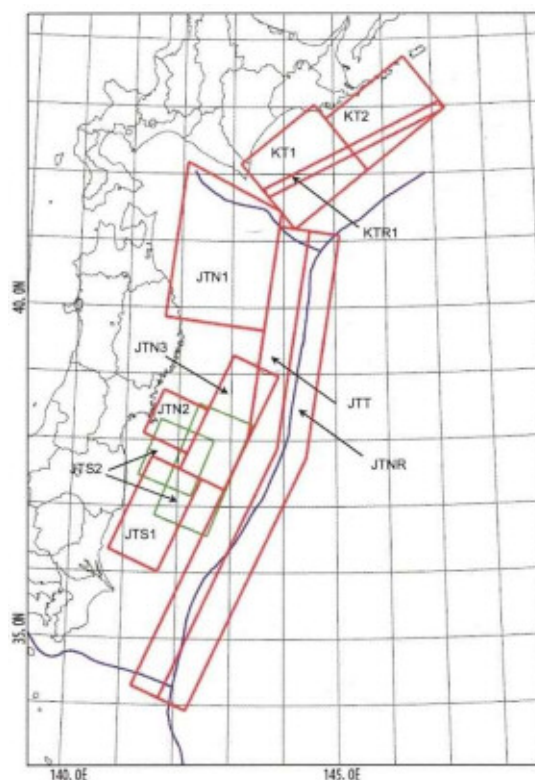 KT2
KT1
KTR1
JTN1
40.0N
JTN3
JTT
JTN2
JTNR
JTS2
JTS1
35.0N
140.0E
145.0E